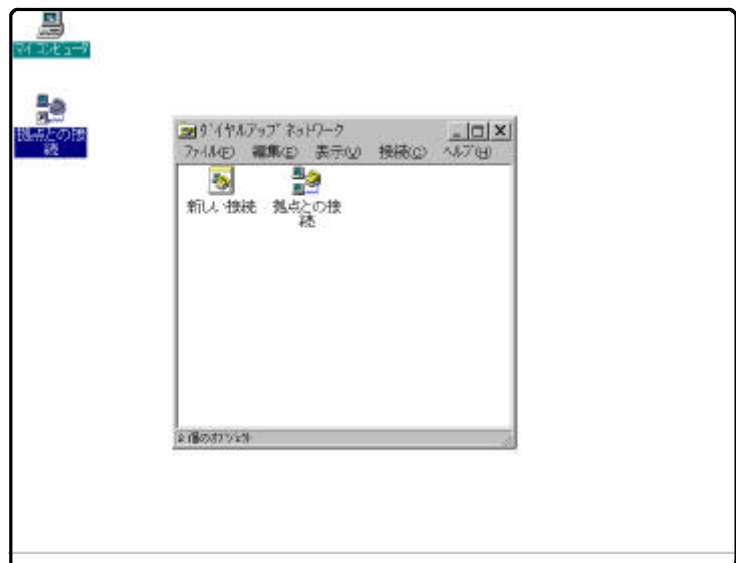 マイ コンピュータ
拠点との接
続
ダイヤルアップ ネットワーク
ファイル(F) 編集(E) 表示(V) 接続(C) ヘルプ(H)
新しい接続 拠点との接
続
2 個のオブジェクト